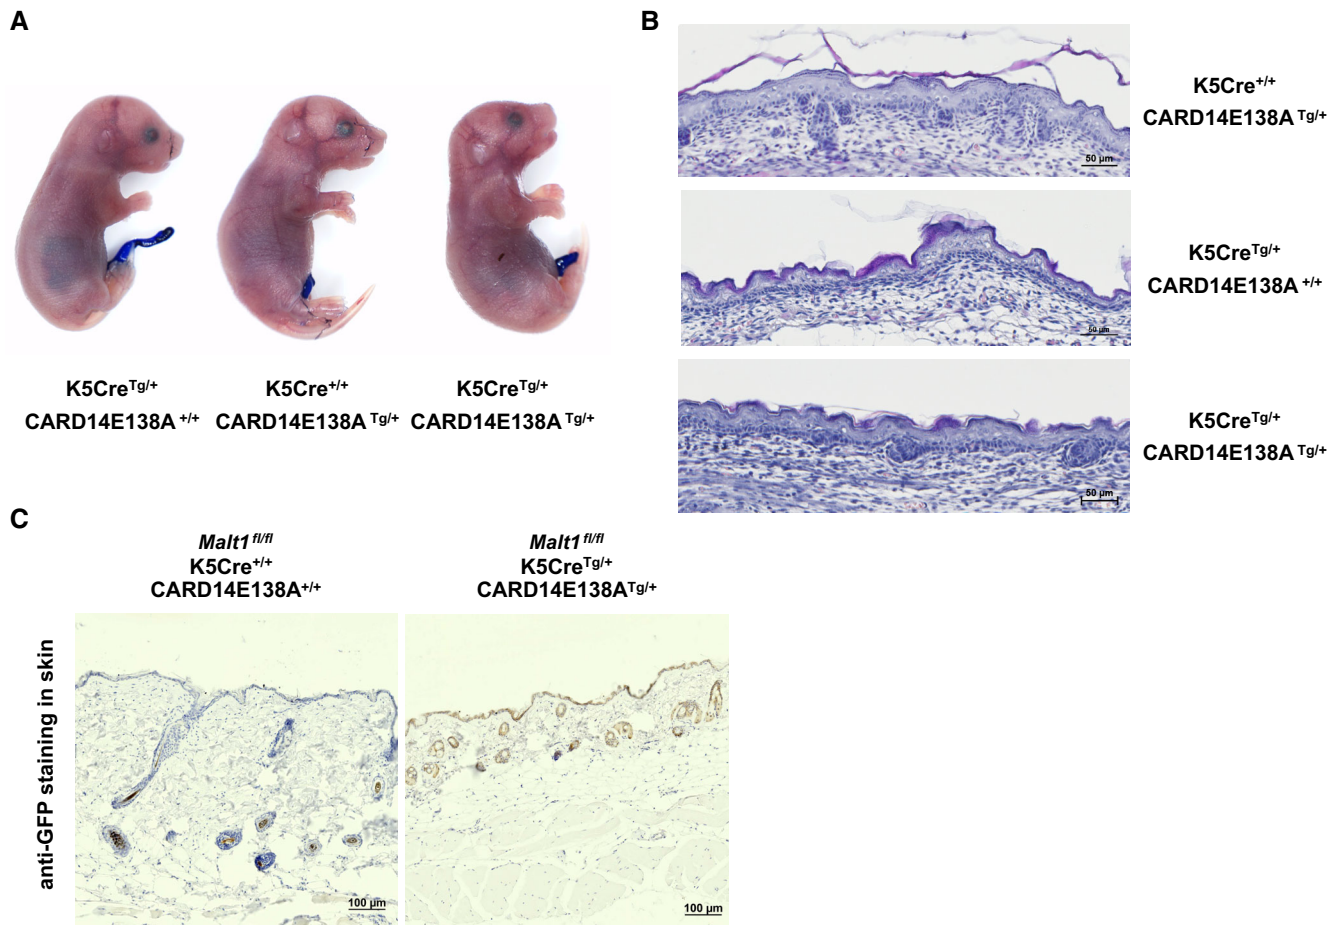 A
K5CreTg/+
CARD14E138A +/+
K5Cre+/+
CARD14E138A Tg/+
K5CreTg/+
CARD14E138A Tg/+
B
50 µm
K5Cre+/+
CARD14E138A Tg/+
50 µm
K5CreTg/+
CARD14E138A +/+
50 µm
K5CreTg/+
CARD14E138A Tg/+
C
Malt1 fl/fl
K5Cre+/+
CARD14E138A+/+
Malt1 fl/fl
K5CreTg/+
CARD14E138ATg/+
anti-GFP staining in skin
100 µm
100 µm